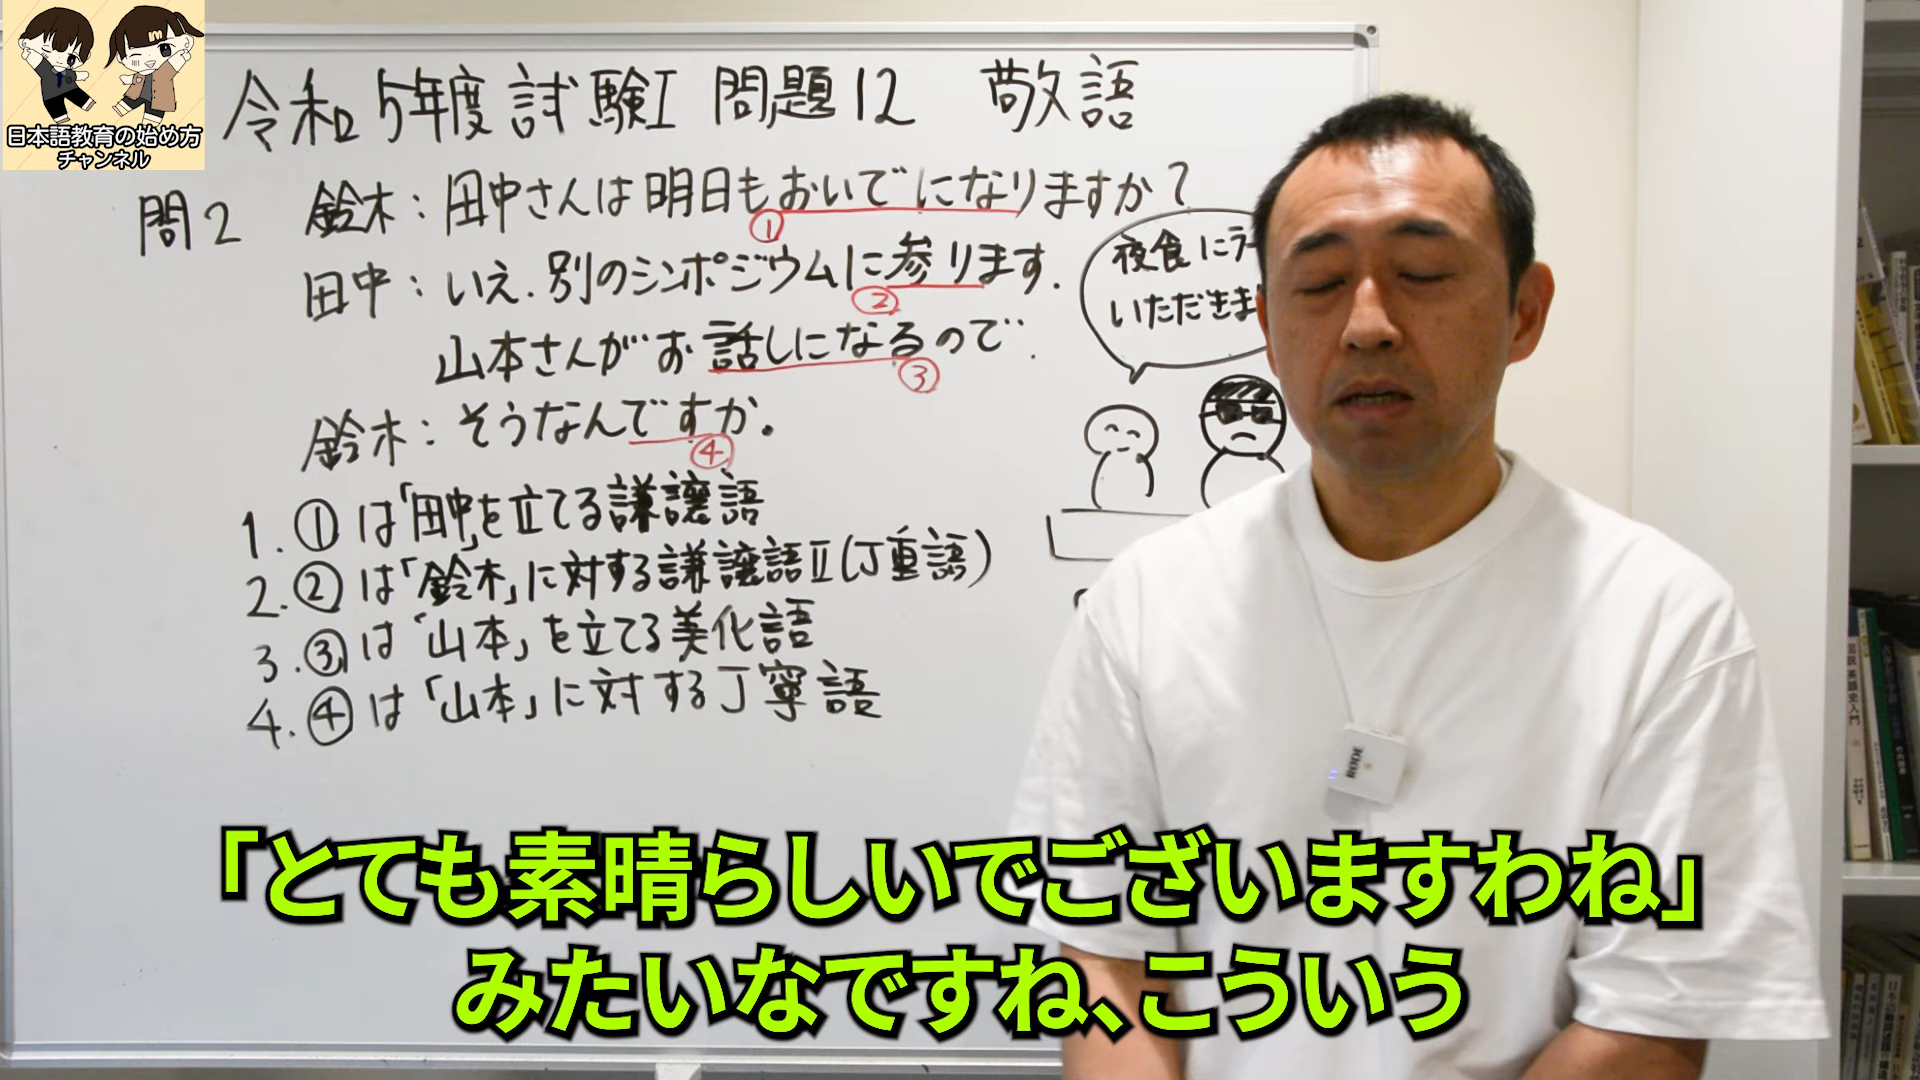 日本語教育の始め方
チャンネル
令和5年度試験Ⅰ 問題12 敬語
問2 鈴木:田中さんは明日もおいでになりますか?
①
田中:いえ、別のシンポジウムに参ります.
②
山本さんがお話しになるので.
③
鈴木:そうなんですか。
④
1.①は「田中」を立てる謙譲語
2.②は「鈴木」に対する謙譲語Ⅱ(丁重語)
3.③は「山本」を立てる美化語
4.④は「山本」に対する丁寧語
夜食にラー
いただきま
RODE
「とても素晴らしいでございますわね」
みたいなですね、こういう